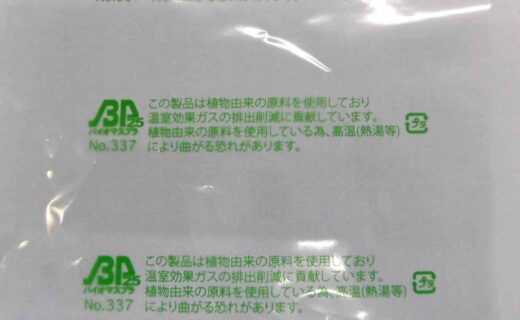 この製品は植物由来の原料を使用しており
温室効果ガスの排出削減に貢献しています。
植物由来の原料を使用している為、高温(熱湯等)
により曲がる恐れがあります。
BP
25
バイオマスプラ
No.337
プラ
この製品は植物由来の原料を使用しており
温室効果ガスの排出削減に貢献しています。
植物由来の原料を使用している為、高温(熱湯等)
により曲がる恐れがあります。
BP
25
バイオマスプラ
No.337
プラ